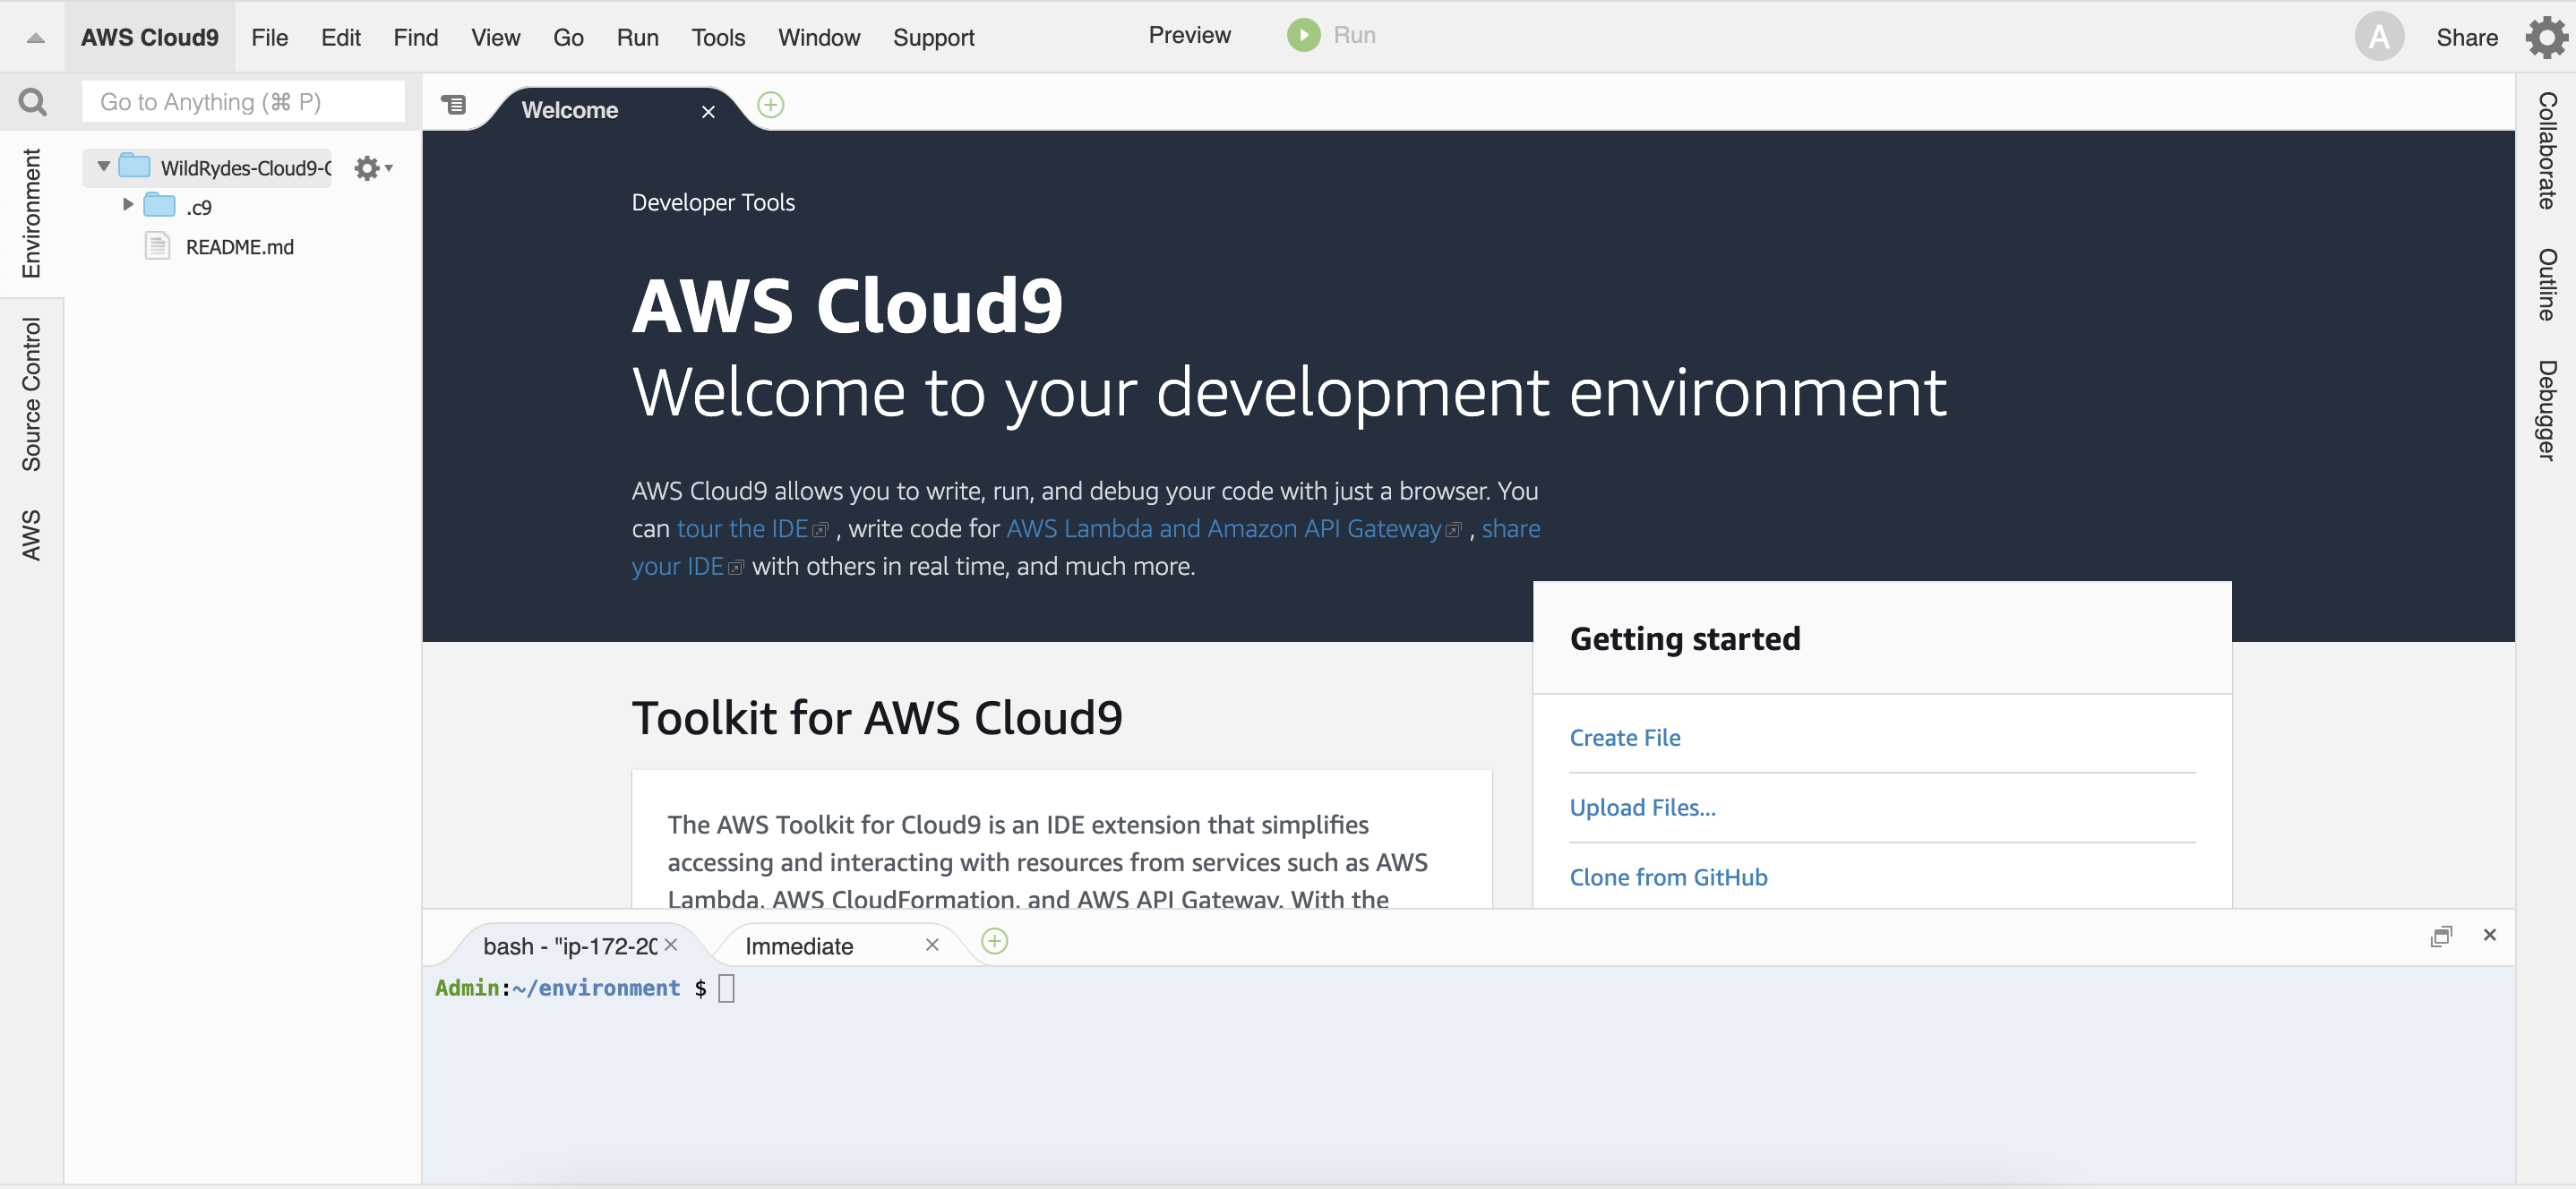 AWS Cloud9 File Edit Find View Go Run Tools Window Support Preview Run A Share
Go to Anything (⌘ P)
Welcome
Environment
Source Control
AWS
WildRydes-Cloud9-
.c9
README.md
Developer Tools
AWS Cloud9
Welcome to your development environment
AWS Cloud9 allows you to write, run, and debug your code with just a browser. You
can tour the IDE , write code for AWS Lambda and Amazon API Gateway , share
your IDE with others in real time, and much more.
Toolkit for AWS Cloud9
The AWS Toolkit for Cloud9 is an IDE extension that simplifies
accessing and interacting with resources from services such as AWS
Lambda, AWS CloudFormation, and AWS API Gateway. With the
Getting started
Create File
Upload Files...
Clone from GitHub
bash - "ip-172-20 Immediate
Admin:~/environment $
Collaborate
Outline
Debugger